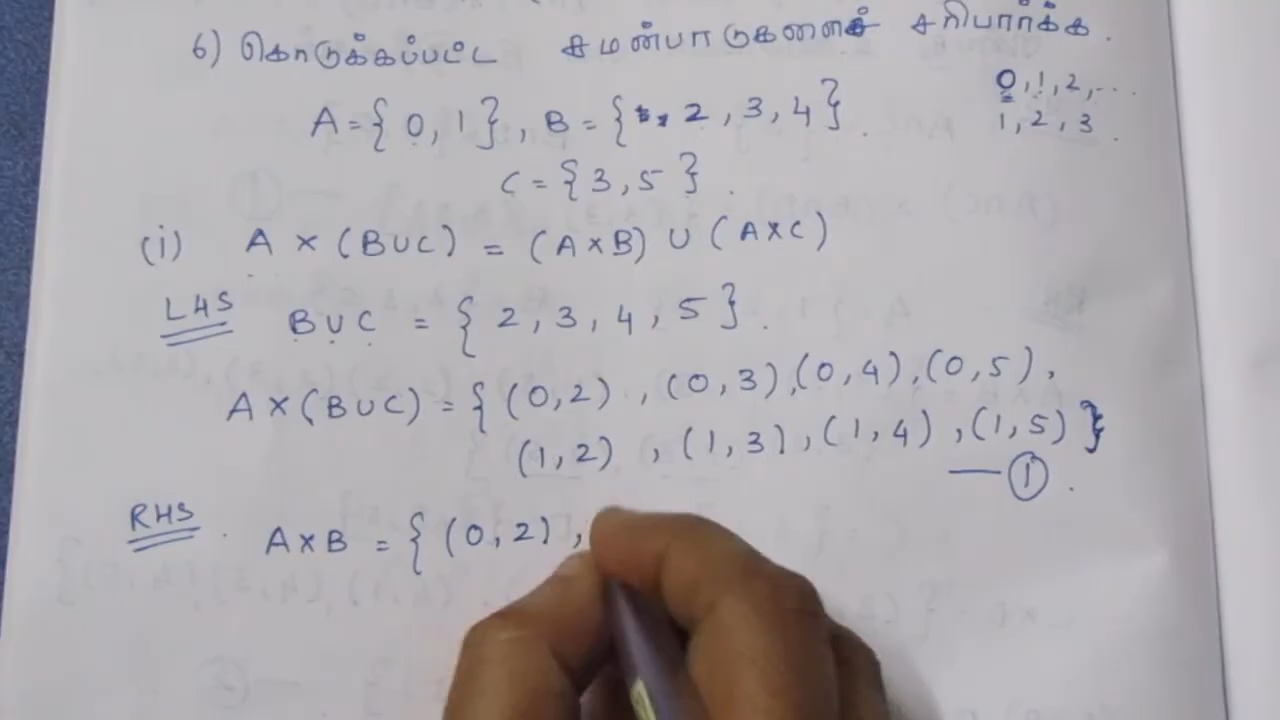 6) கொடுக்கப்பட்ட சமன்பாடுகளைச் சரிபார்க்க.
0, 1, 2, ...
A = { 0, 1 }, B = { 2, 3, 4 }.
1, 2, 3
C = { 3, 5 }.
(i) A × (B∪C) = (A×B) ∪ (A×C)
LHS B∪C = { 2, 3, 4, 5 }.
A×(B∪C) = { (0,2), (0,3), (0,4), (0,5),
(1,2), (1,3), (1,4), (1,5) }
— ①.
RHS. A×B = { (0,2),